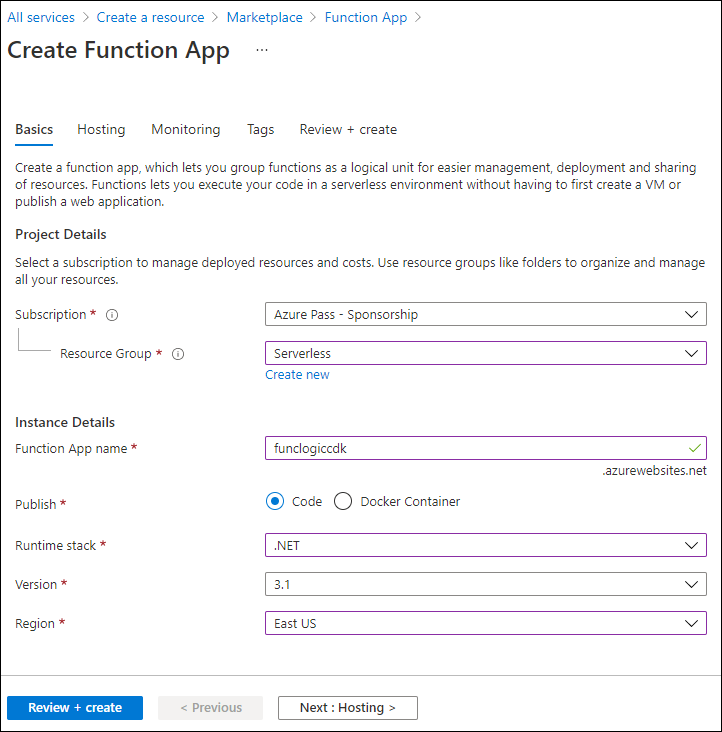 All services > Create a resource > Marketplace > Function App >
Create Function App ...
Basics Hosting Monitoring Tags Review + create
Create a function app, which lets you group functions as a logical unit for easier management, deployment and sharing
of resources. Functions lets you execute your code in a serverless environment without having to first create a VM or
publish a web application.
Project Details
Select a subscription to manage deployed resources and costs. Use resource groups like folders to organize and manage
all your resources.
Subscription * Azure Pass - Sponsorship
Resource Group * Serverless
Create new
Instance Details
Function App name * funclogiccdk
.azurewebsites.net
Publish * Code Docker Container
Runtime stack * .NET
Version * 3.1
Region * East US
Review + create < Previous Next : Hosting >